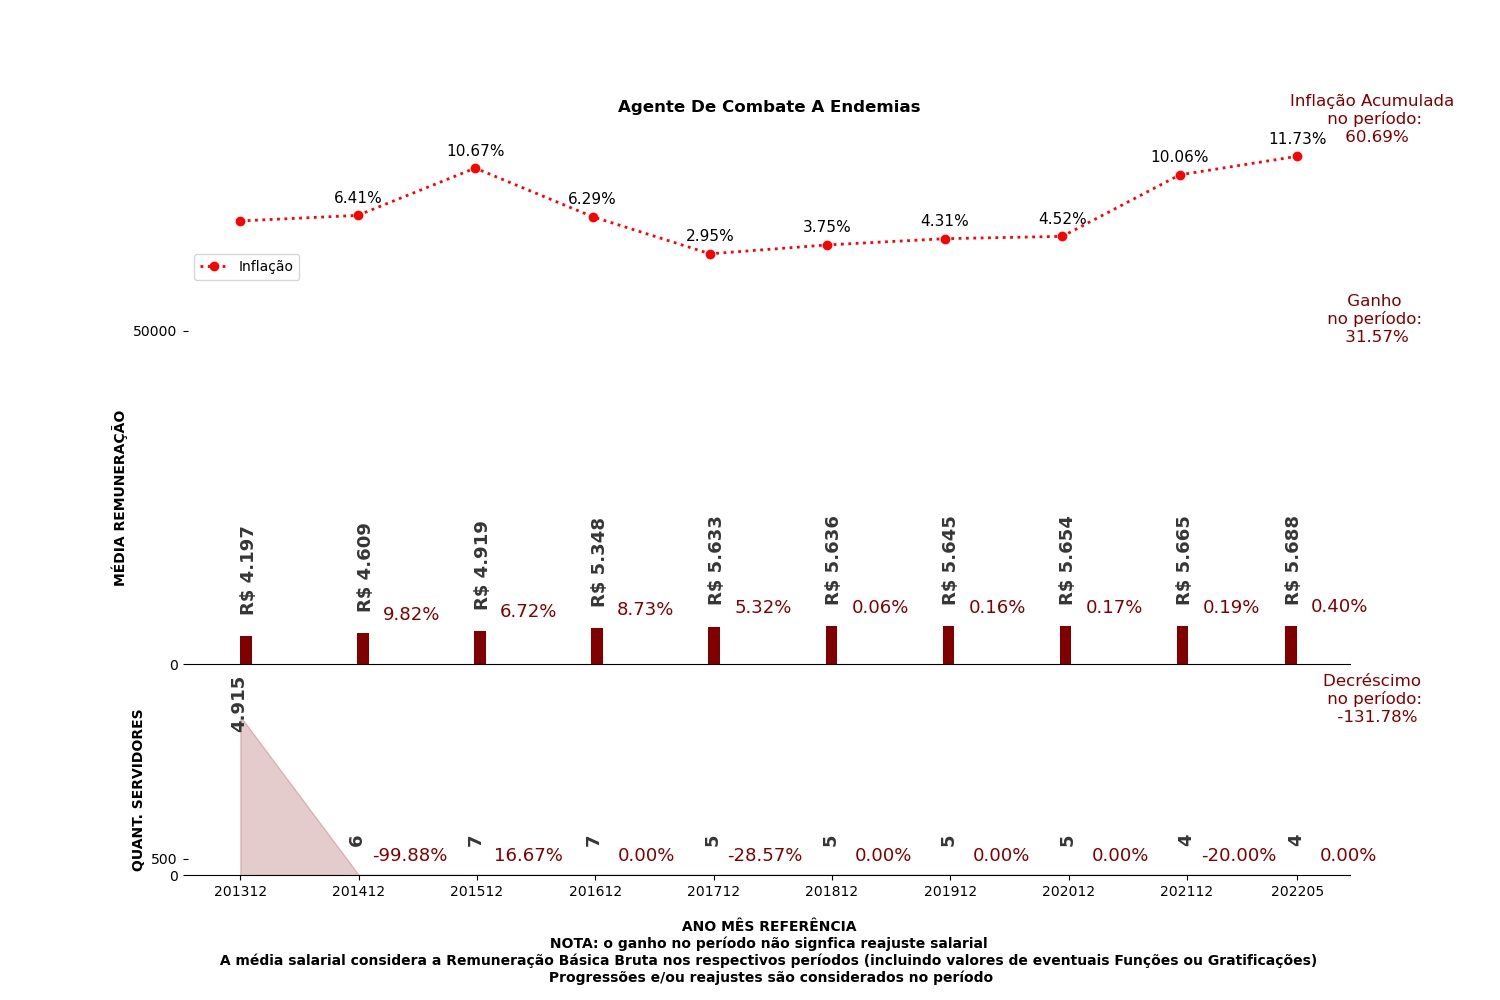 Agente De Combate A Endemias
Inflação Acumulada
no período:
60.69%
6.41%
10.67%
6.29%
2.95%
3.75%
4.31%
4.52%
10.06%
11.73%
Inflação
Ganho
no período:
31.57%
50000
0
MÉDIA REMUNERAÇÃO
R$ 4.197
R$ 4.609
R$ 4.919
R$ 5.348
R$ 5.633
R$ 5.636
R$ 5.645
R$ 5.654
R$ 5.665
R$ 5.688
9.82%
6.72%
8.73%
5.32%
0.06%
0.16%
0.17%
0.19%
0.40%
Decréscimo
no período:
-131.78%
QUANT. SERVIDORES
500
0
4.915
6
7
7
5
5
5
5
4
4
-99.88%
16.67%
0.00%
-28.57%
0.00%
0.00%
0.00%
-20.00%
0.00%
201312
201412
201512
201612
201712
201812
201912
202012
202112
202205
ANO MÊS REFERÊNCIA
NOTA: o ganho no período não signfica reajuste salarial
A média salarial considera a Remuneração Básica Bruta nos respectivos períodos (incluindo valores de eventuais Funções ou Gratificações)
Progressões e/ou reajustes são considerados no período